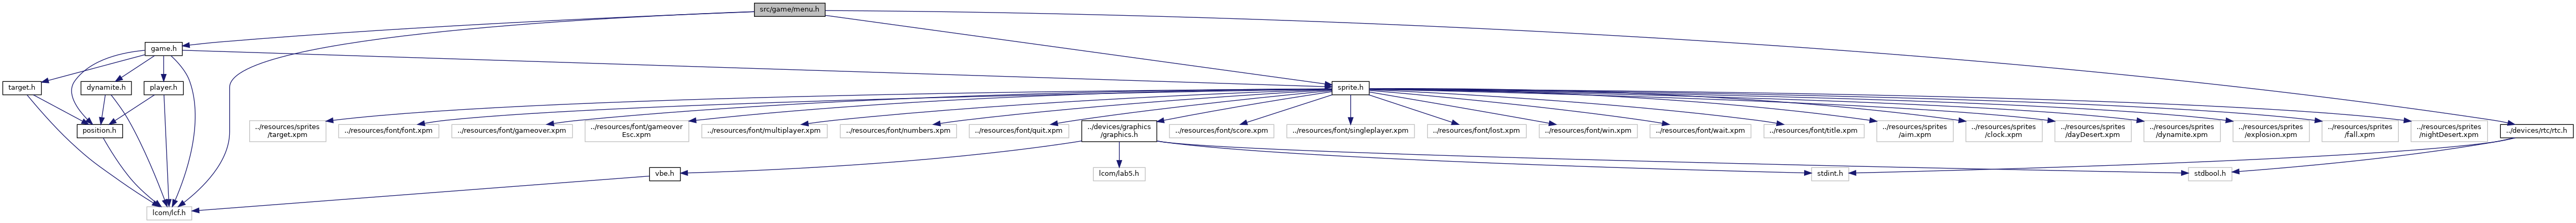 src/game/menu.h
game.h
target.h
dynamite.h
player.h
sprite.h
position.h
../resources/sprites
/target.xpm
../resources/font/font.xpm
../resources/font/gameover.xpm
../resources/font/gameover
Esc.xpm
../resources/font/multiplayer.xpm
../resources/font/numbers.xpm
../resources/font/quit.xpm
../devices/graphics
/graphics.h
../resources/font/score.xpm
../resources/font/singleplayer.xpm
../resources/font/lost.xpm
../resources/font/win.xpm
../resources/font/wait.xpm
../resources/font/title.xpm
../resources/sprites
/aim.xpm
../resources/sprites
/clock.xpm
../resources/sprites
/dayDesert.xpm
../resources/sprites
/dynamite.xpm
../resources/sprites
/explosion.xpm
../resources/sprites
/fall.xpm
../resources/sprites
/nightDesert.xpm
../devices/rtc/rtc.h
vbe.h
lcom/lab5.h
stdint.h
stdbool.h
lcom/lcf.h